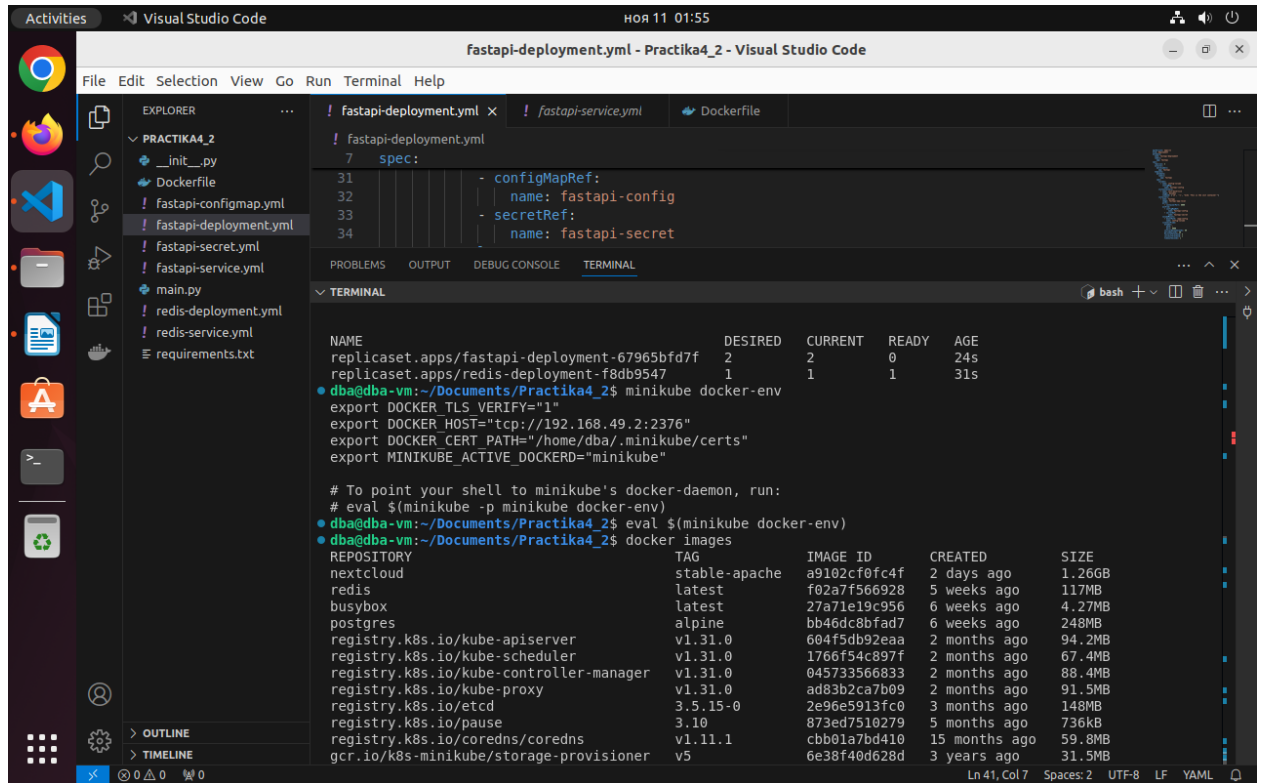 Activities Visual Studio Code ноя 11 01:55
fastapi-deployment.yml - Practika4_2 - Visual Studio Code
File Edit Selection View Go Run Terminal Help
EXPLORER ...
PRACTIKA4_2
__init__.py
Dockerfile
! fastapi-configmap.yml
! fastapi-deployment.yml
! fastapi-secret.yml
! fastapi-service.yml
main.py
! redis-deployment.yml
! redis-service.yml
requirements.txt
> OUTLINE
> TIMELINE
! fastapi-deployment.yml × ! fastapi-service.yml Dockerfile
! fastapi-deployment.yml
7 spec:
31 - configMapRef:
32 name: fastapi-config
33 - secretRef:
34 name: fastapi-secret
PROBLEMS OUTPUT DEBUG CONSOLE TERMINAL
TERMINAL bash
NAME DESIRED CURRENT READY AGE
replicaset.apps/fastapi-deployment-67965bfd7f 2 2 0 24s
replicaset.apps/redis-deployment-f8db9547 1 1 1 31s
dba@dba-vm:~/Documents/Practika4_2$ minikube docker-env
export DOCKER_TLS_VERIFY="1"
export DOCKER_HOST="tcp://192.168.49.2:2376"
export DOCKER_CERT_PATH="/home/dba/.minikube/certs"
export MINIKUBE_ACTIVE_DOCKERD="minikube"
# To point your shell to minikube's docker-daemon, run:
# eval $(minikube -p minikube docker-env)
dba@dba-vm:~/Documents/Practika4_2$ eval $(minikube docker-env)
dba@dba-vm:~/Documents/Practika4_2$ docker images
REPOSITORY TAG IMAGE ID CREATED SIZE
nextcloud stable-apache a9102cf0fc4f 2 days ago 1.26GB
redis latest f02a7f566928 5 weeks ago 117MB
busybox latest 27a71e19c956 6 weeks ago 4.27MB
postgres alpine bb46dc8bfad7 6 weeks ago 248MB
registry.k8s.io/kube-apiserver v1.31.0 604f5db92eaa 2 months ago 94.2MB
registry.k8s.io/kube-scheduler v1.31.0 1766f54c897f 2 months ago 67.4MB
registry.k8s.io/kube-controller-manager v1.31.0 045733566833 2 months ago 88.4MB
registry.k8s.io/kube-proxy v1.31.0 ad83b2ca7b09 2 months ago 91.5MB
registry.k8s.io/etcd 3.5.15-0 2e96e5913fc0 3 months ago 148MB
registry.k8s.io/pause 3.10 873ed7510279 5 months ago 736kB
registry.k8s.io/coredns/coredns v1.11.1 cbb01a7bd410 15 months ago 59.8MB
gcr.io/k8s-minikube/storage-provisioner v5 6e38f40d628d 3 years ago 31.5MB
0 0 0 Ln 41, Col 7 Spaces: 2 UTF-8 LF YAML